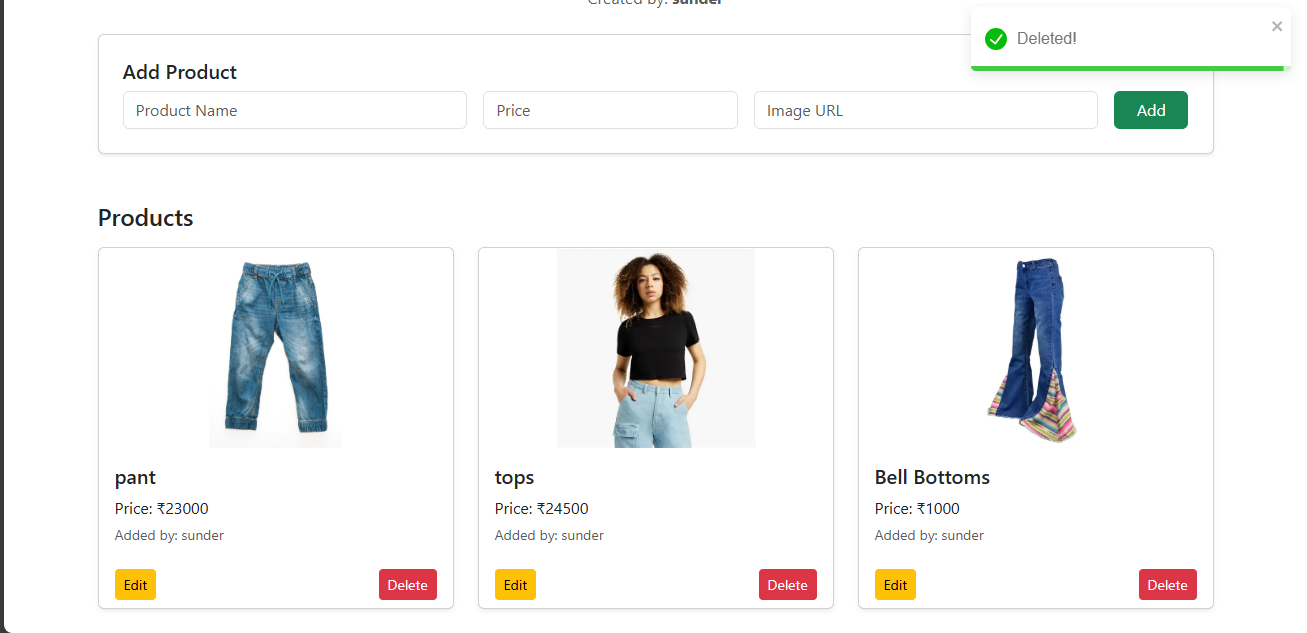 Created by: sunder
Deleted!
Add Product
Product Name
Price
Image URL
Add
Products
pant
Price: ₹23000
Added by: sunder
Edit
Delete
tops
Price: ₹24500
Added by: sunder
Edit
Delete
Bell Bottoms
Price: ₹1000
Added by: sunder
Edit
Delete